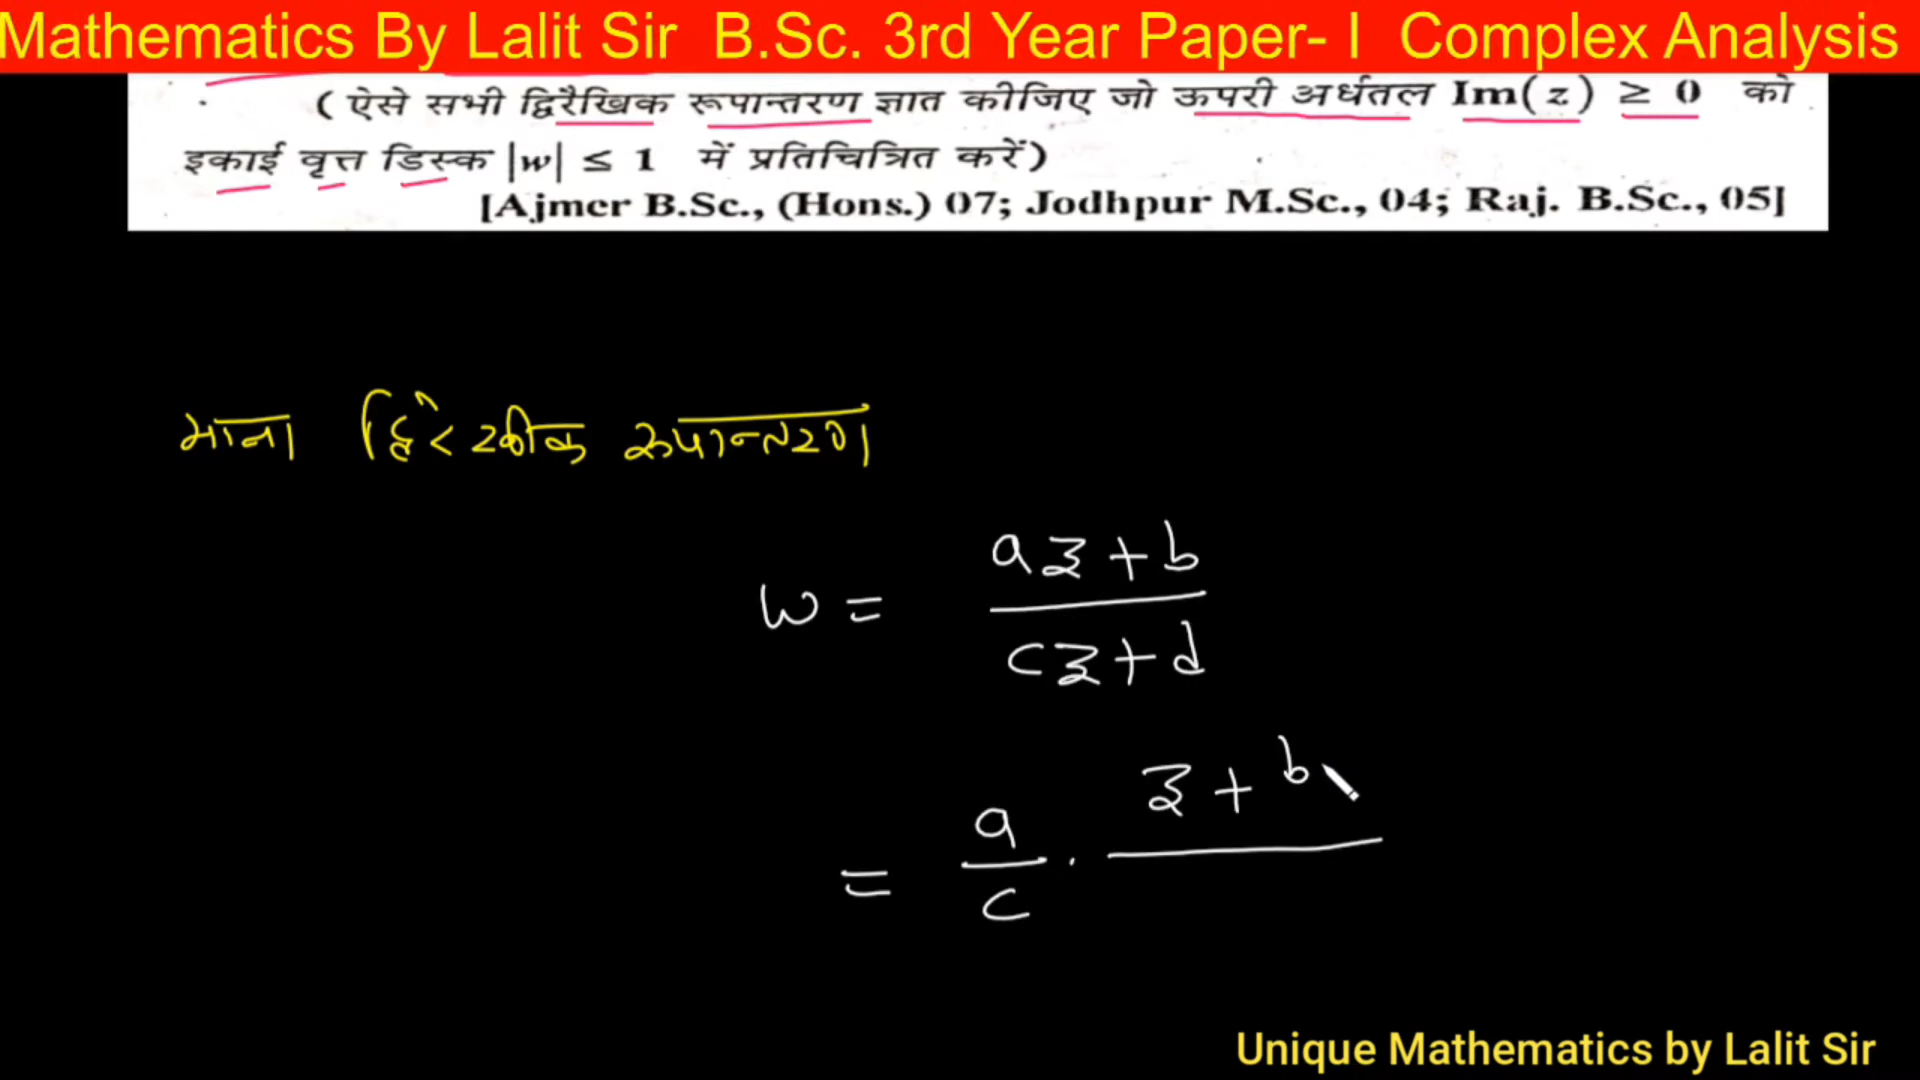 Mathematics By Lalit Sir B.Sc. 3rd Year Paper- I Complex Analysis
( ऐसे सभी द्विरैखिक रूपान्तरण ज्ञात कीजिए जो ऊपरी अर्धतल Im(z) ≥ 0 को
इकाई वृत्त डिस्क |w| ≤ 1 में प्रतिचित्रित करें)
[Ajmer B.Sc., (Hons.) 07; Jodhpur M.Sc., 04; Raj. B.Sc., 05]
माना द्विरैखीक रूपान्तरण
w = az + b / cz + d
= a / c . z + b
Unique Mathematics by Lalit Sir